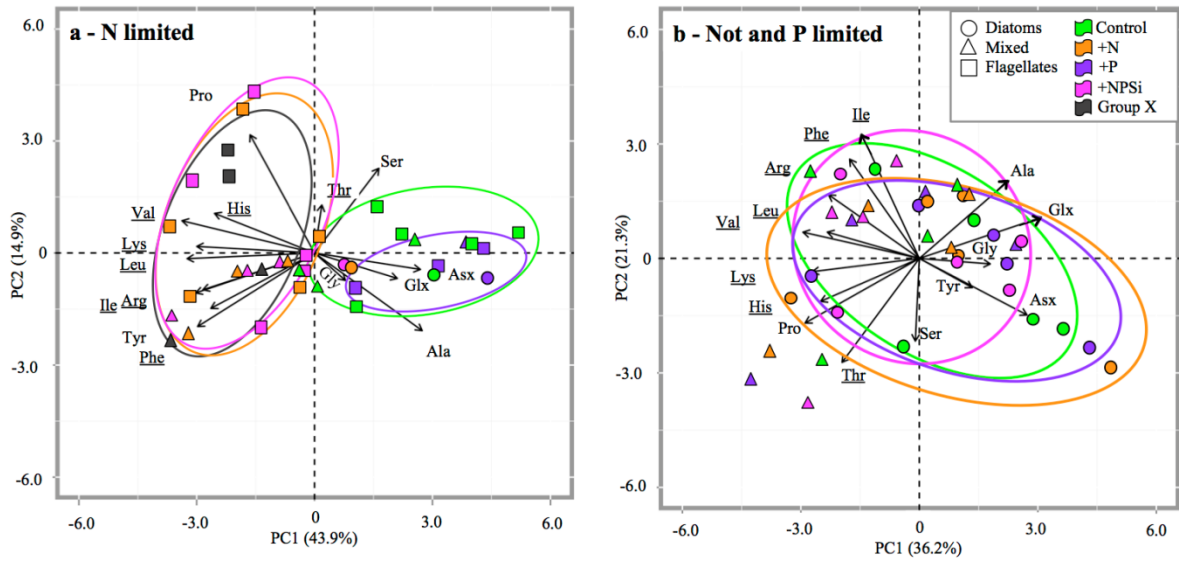 a - N limited
6.0
3.0
0
-3.0
-6.0
PC2 (14.9%)
Pro
Ser
Thr
His
Val
Lys
Leu
Ile
Arg
Tyr
Phe
Gly
Asx
Glx
Ala
-6.0 -3.0 0 3.0 6.0
PC1 (43.9%)
b - Not and P limited
6.0
3.0
0
-3.0
-6.0
PC2 (21.3%)
Ile
Phe
Arg
Ala
Leu
Glx
Val
Gly
Lys
Tyr
His
Asx
Pro
Ser
Thr
-6.0 -3.0 0 3.0 6.0
PC1 (36.2%)
Diatoms
Mixed
Flagellates
Control
+N
+P
+NPSi
Group X